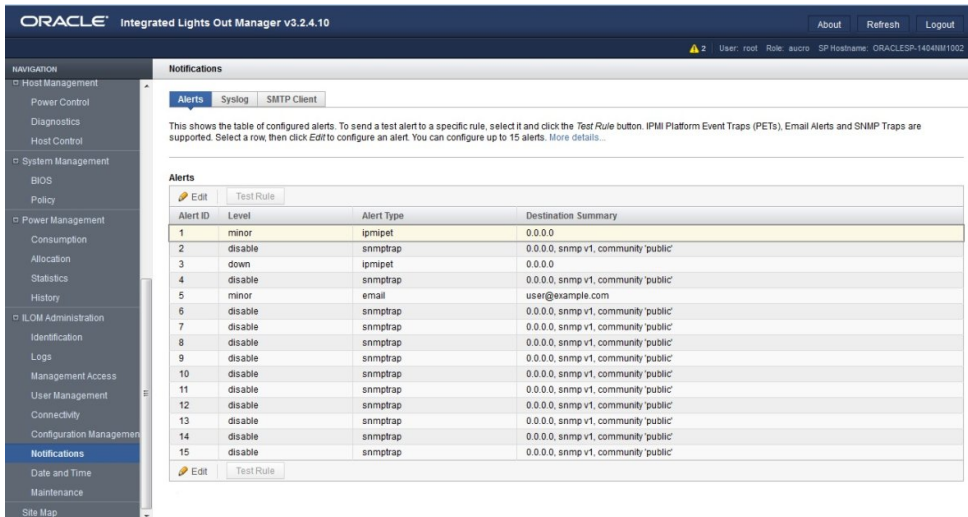 ORACLE® Integrated Lights Out Manager v3.2.4.10
About Refresh Logout
2 User: root Role: aucro SP Hostname: ORACLESP-1404NM1002
NAVIGATION
Host Management
Power Control
Diagnostics
Host Control
System Management
BIOS
Policy
Power Management
Consumption
Allocation
Statistics
History
ILOM Administration
Identification
Logs
Management Access
User Management
Connectivity
Configuration Managemen
Notifications
Date and Time
Maintenance
Site Map
Notifications
Alerts Syslog SMTP Client
This shows the table of configured alerts. To send a test alert to a specific rule, select it and click the Test Rule button. IPMI Platform Event Traps (PETs), Email Alerts and SNMP Traps are
supported. Select a row, then click Edit to configure an alert. You can configure up to 15 alerts. More details...
Alerts
Edit Test Rule
Alert ID Level Alert Type Destination Summary
1 minor ipmipet 0.0.0.0
2 disable snmptrap 0.0.0.0, snmp v1, community 'public'
3 down ipmipet 0.0.0.0
4 disable snmptrap 0.0.0.0, snmp v1, community 'public'
5 minor email user@example.com
6 disable snmptrap 0.0.0.0, snmp v1, community 'public'
7 disable snmptrap 0.0.0.0, snmp v1, community 'public'
8 disable snmptrap 0.0.0.0, snmp v1, community 'public'
9 disable snmptrap 0.0.0.0, snmp v1, community 'public'
10 disable snmptrap 0.0.0.0, snmp v1, community 'public'
11 disable snmptrap 0.0.0.0, snmp v1, community 'public'
12 disable snmptrap 0.0.0.0, snmp v1, community 'public'
13 disable snmptrap 0.0.0.0, snmp v1, community 'public'
14 disable snmptrap 0.0.0.0, snmp v1, community 'public'
15 disable snmptrap 0.0.0.0, snmp v1, community 'public'
Edit Test Rule